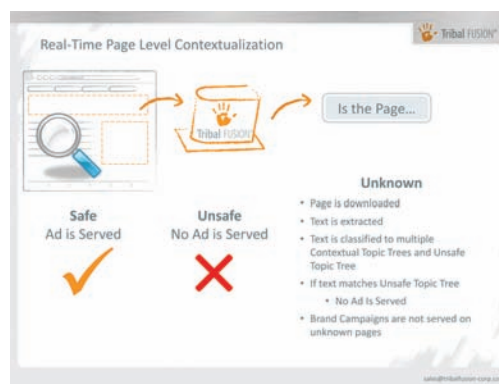 Real-Time Page Level Contextualization
Tribal FUSION®
Tribal FUSION
Is the Page...
Safe
Ad is Served
Unsafe
No Ad is Served
Unknown
• Page is downloaded
• Text is extracted
• Text is classified to multiple
Contextual Topic Trees and Unsafe
Topic Tree
• If text matches Unsafe Topic Tree
• No Ad Is Served
• Brand Campaigns are not served on
unknown pages